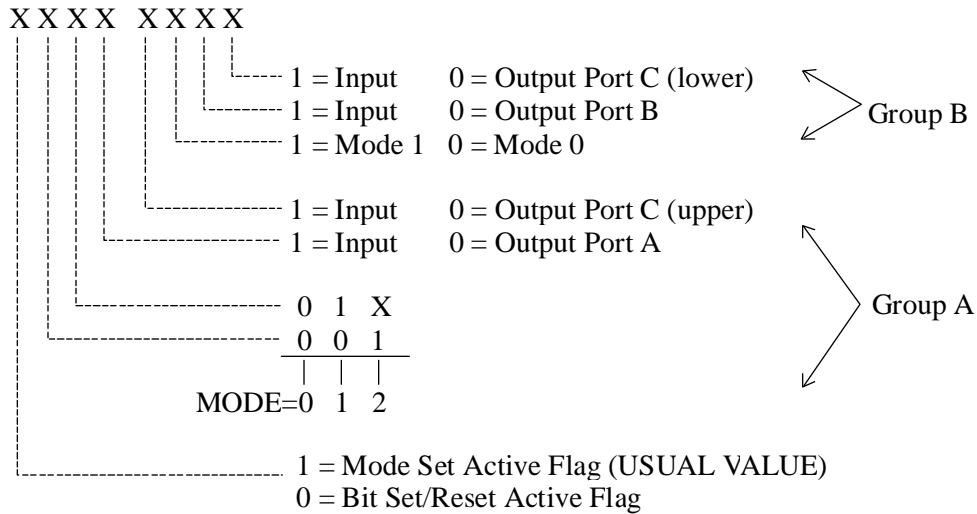 X X X X X X X X
1 = Input 0 = Output Port C (lower)
1 = Input 0 = Output Port B
Group B
1 = Mode 1 0 = Mode 0
1 = Input 0 = Output Port C (upper)
1 = Input 0 = Output Port A
0 1 X
Group A
0 0 1
MODE=0 1 2
1 = Mode Set Active Flag (USUAL VALUE)
0 = Bit Set/Reset Active Flag